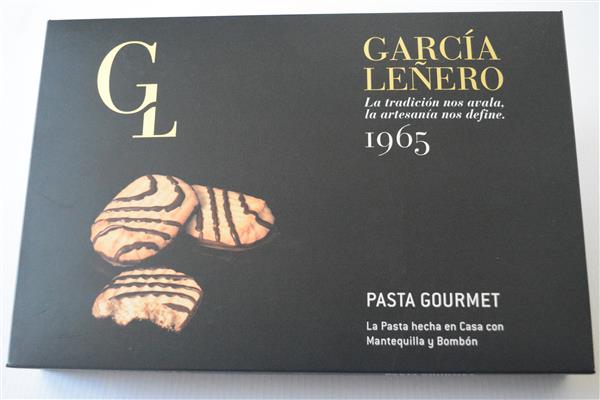 GL
GARCÍA
LEÑERO
La tradición nos avala,
la artesanía nos define.
1965
PASTA GOURMET
La Pasta hecha en Casa con
Mantequilla y Bombón